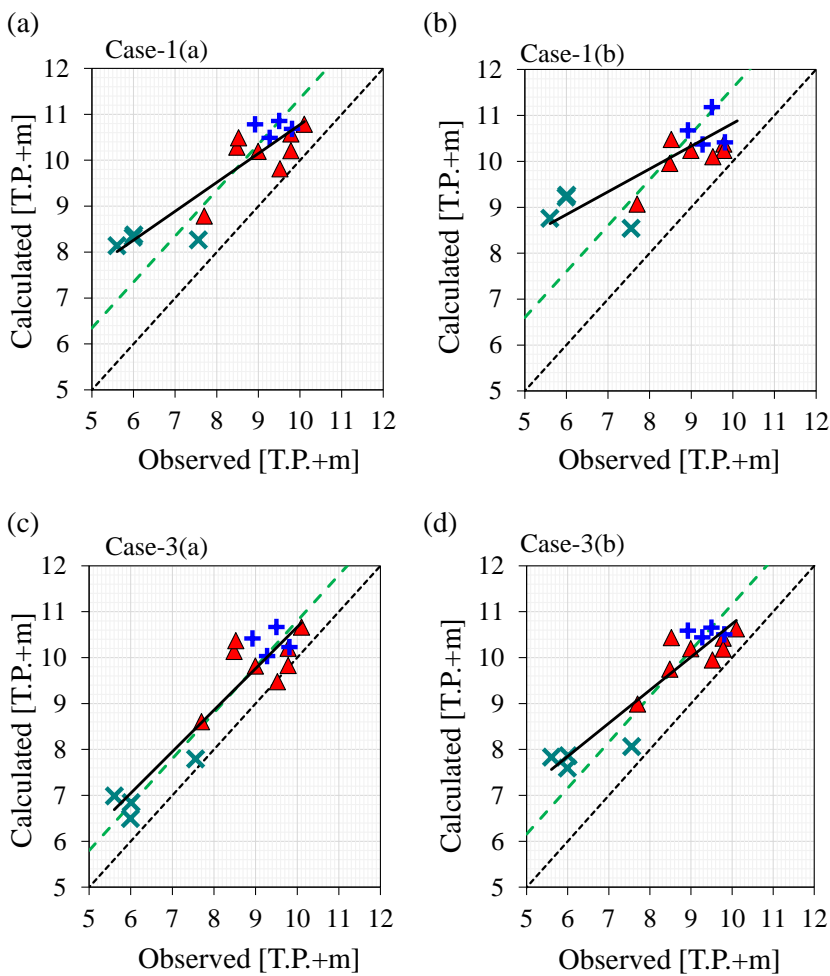 (a)
Case-1(a)
12
11
10
9
8
7
6
5
5 6 7 8 9 10 11 12
Calculated [T.P.+m]
Observed [T.P.+m]
(b)
Case-1(b)
12
11
10
9
8
7
6
5
5 6 7 8 9 10 11 12
Calculated [T.P.+m]
Observed [T.P.+m]
(c)
Case-3(a)
12
11
10
9
8
7
6
5
5 6 7 8 9 10 11 12
Calculated [T.P.+m]
Observed [T.P.+m]
(d)
Case-3(b)
12
11
10
9
8
7
6
5
5 6 7 8 9 10 11 12
Calculated [T.P.+m]
Observed [T.P.+m]